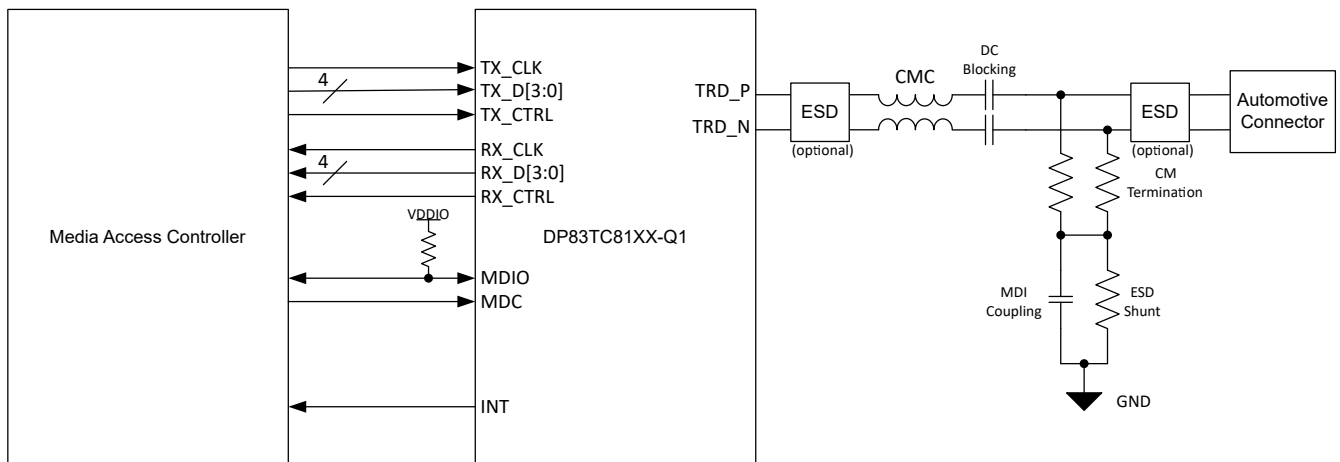 Media Access Controller
4
4
VDDIO
TX_CLK
TX_D[3:0]
TX_CTRL
RX_CLK
RX_D[3:0]
RX_CTRL
DP83TC81XX-Q1
MDIO
MDC
INT
TRD_P
TRD_N
ESD
(optional)
CMC
DC
Blocking
ESD
(optional)
Automotive
Connector
CM
Termination
MDI
Coupling
ESD
Shunt
GND